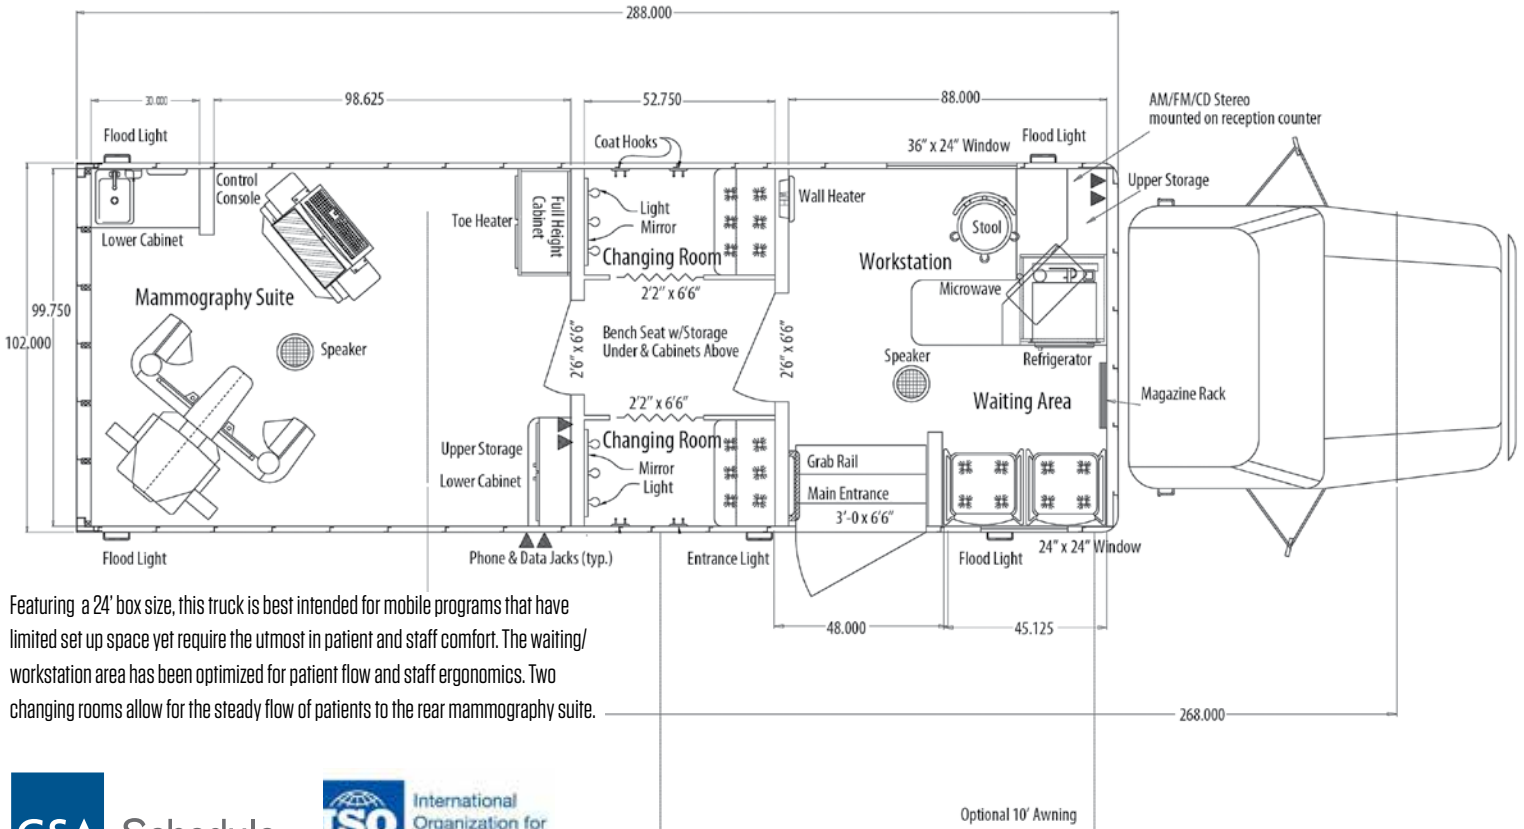 288.000
30.000
98.625
52.750
88.000
AM/FM/CD Stereo
mounted on reception counter
Flood Light
Coat Hooks
36" x 24" Window
Flood Light
Control
Console
Toe Heater
Full Height
Cabinet
Light
Mirror
Wall Heater
Upper Storage
Stool
Lower Cabinet
Changing Room
Workstation
Mammography Suite
2'2" x 6'6"
Microwave
99.750
102.000
Speaker
2'6" x 6'6"
Bench Seat w/Storage
Under & Cabinets Above
2'6" x 6'6"
Speaker
Refrigerator
2'2" x 6'6"
Waiting Area
Magazine Rack
Upper Storage
Changing Room
Lower Cabinet
Mirror
Light
Grab Rail
Main Entrance
3'-0 x 6'6"
Flood Light
Phone & Data Jacks (typ.)
Entrance Light
Flood Light
24" x 24" Window
Featuring a 24' box size, this truck is best intended for mobile programs that have
limited set up space yet require the utmost in patient and staff comfort. The waiting/
workstation area has been optimized for patient flow and staff ergonomics. Two
changing rooms allow for the steady flow of patients to the rear mammography suite.
48.000
45.125
268.000
GSA Schedule
ISO
International
Organization for
Optional 10' Awning